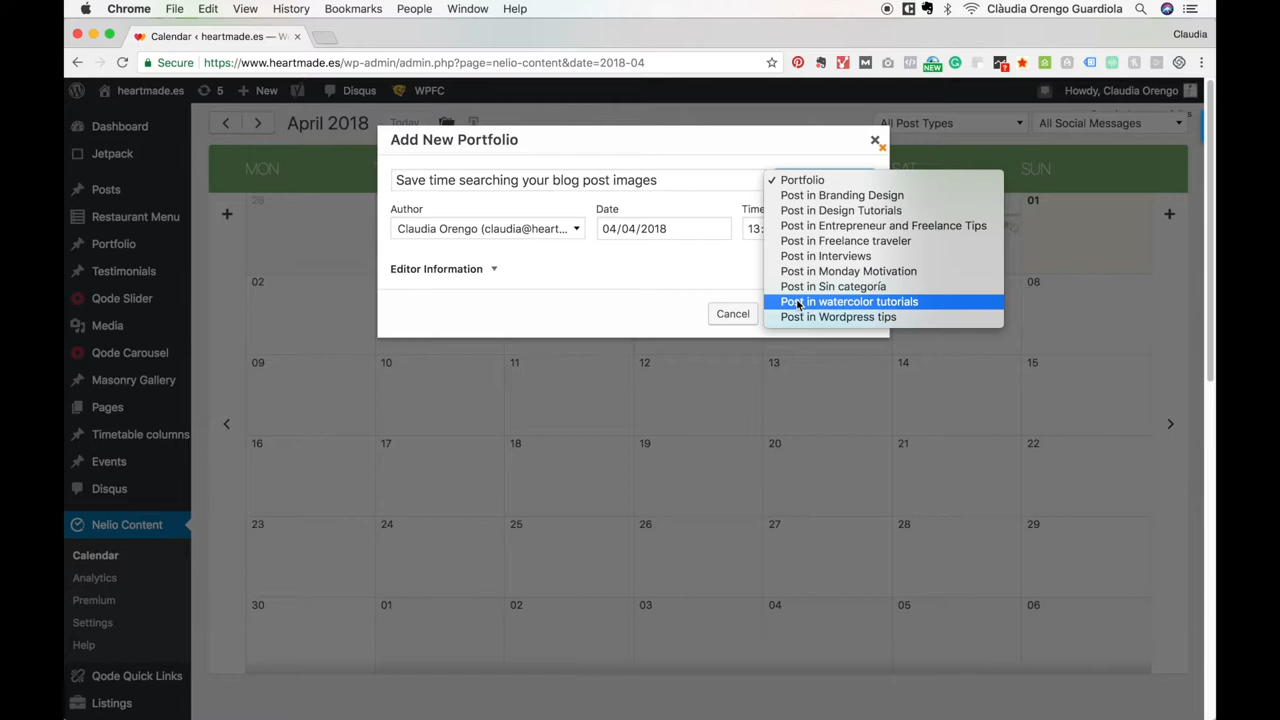 Chrome File Edit View History Bookmarks People Window Help Clàudia Orengo Guardiola
Calendar ‹ heartmade.es — W
Claudia
Secure https://www.heartmade.es/wp-admin/admin.php?page=nelio-content&date=2018-04
heartmade.es 5 New Disqus WPFC Howdy, Claudia Orengo
Dashboard
Jetpack
Posts
Restaurant Menu
Portfolio
Testimonials
Qode Slider
Media
Qode Carousel
Masonry Gallery
Pages
Timetable columns
Events
Disqus
Nelio Content
Calendar
Analytics
Premium
Settings
Help
Qode Quick Links
Listings
April 2018 Today All Post Types All Social Messages
MON SAT SUN
Add New Portfolio
Save time searching your blog post images
Author Date Time
Claudia Orengo (claudia@heart... 04/04/2018 13:
Editor Information
Cancel
✓ Portfolio
Post in Branding Design
Post in Design Tutorials
Post in Entrepreneur and Freelance Tips
Post in Freelance traveler
Post in Interviews
Post in Monday Motivation
Post in Sin categoría
Post in watercolor tutorials
Post in Wordpress tips
28 01
02 08
09 10 11 12 13 14 15
16 17 18 19 20 21 22
23 24 25 26 27 28 29
30 01 02 03 04 05 06